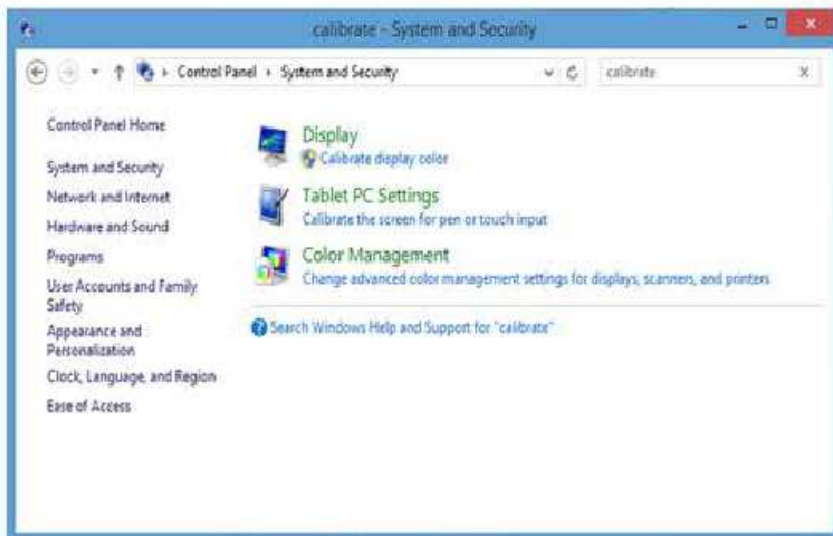 calibrate - System and Security
Control Panel
System and Security
calibrate
X
Control Panel Home
System and Security
Network and Internet
Hardware and Sound
Programs
User Accounts and Family
Safety
Appearance and
Personalization
Clock, Language, and Region
Ease of Access
Display
Calibrate display color
Tablet PC Settings
Calibrate the screen for pen or touch input
Color Management
Change advanced color management settings for displays, scanners, and printers
Search Windows Help and Support for "calibrate"